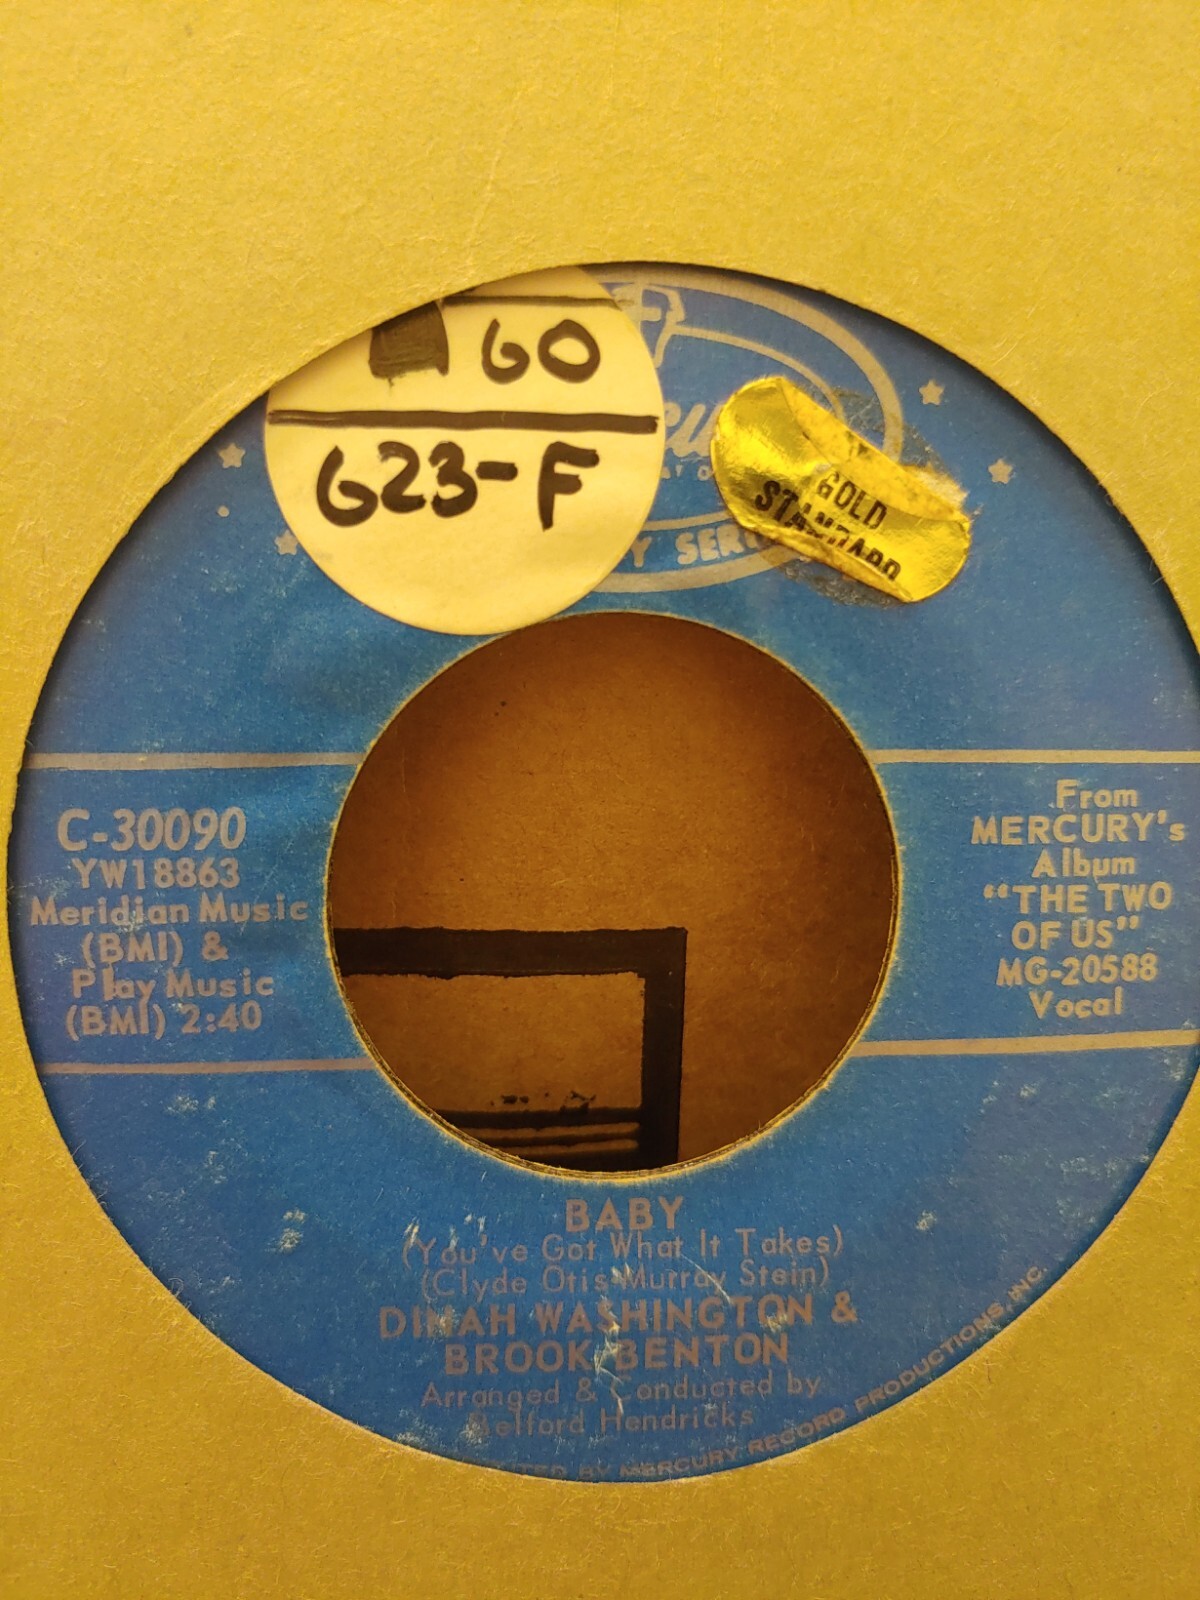 60
623-F
GOLD
STANDARD
C-30090
YW18863
Meridian Music
(BMI) &
Play Music
(BMI) 2:40
From
MERCURY's
Album
"THE TWO
OF US"
MG-20588
Vocal
BABY
(You've Got What It Takes)
(Clyde Otis-Murray Stein)
DINAH WASHINGTON &
BROOK BENTON
Arranged & Conducted by
Belford Hendricks
BY MERCURY RECORD PRODUCTIONS, INC.